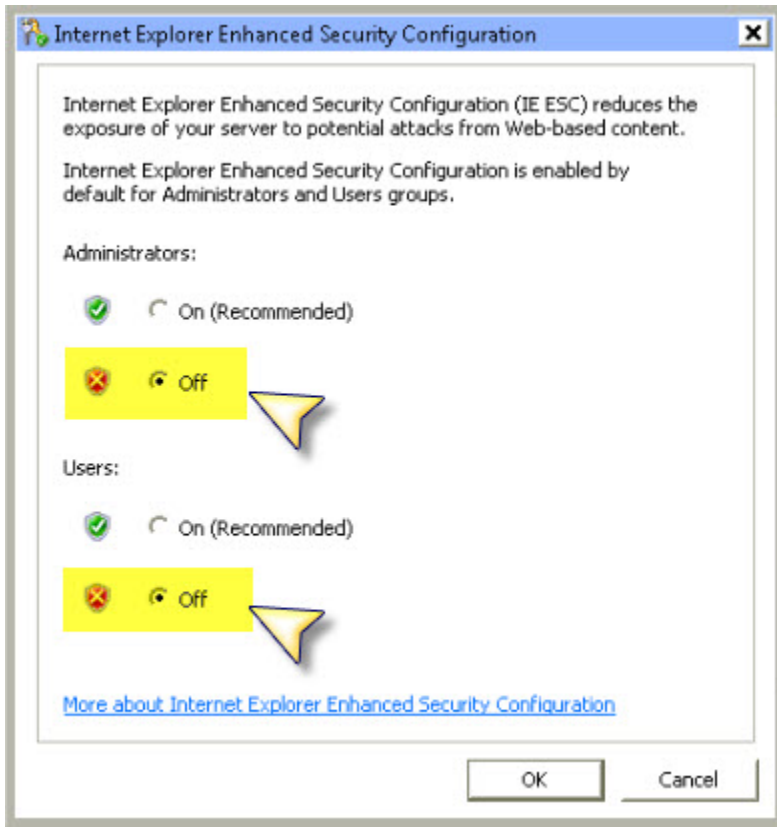 Internet Explorer Enhanced Security Configuration
Internet Explorer Enhanced Security Configuration (IE ESC) reduces the
exposure of your server to potential attacks from Web-based content.
Internet Explorer Enhanced Security Configuration is enabled by
default for Administrators and Users groups.
Administrators:
On (Recommended)
Off
Users:
On (Recommended)
Off
More about Internet Explorer Enhanced Security Configuration
OK Cancel